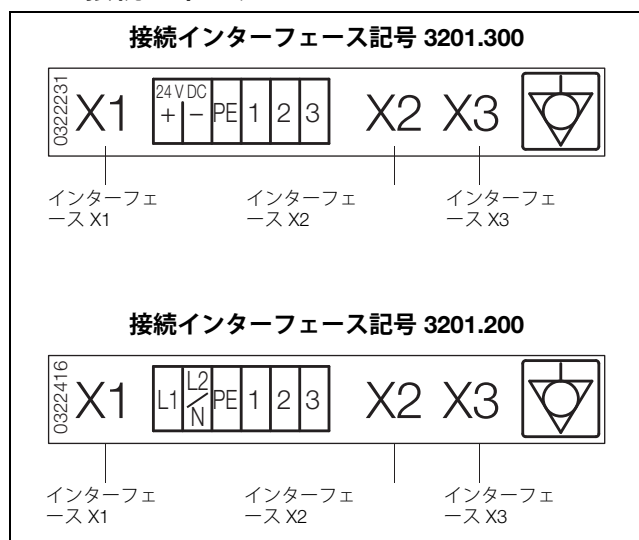 接続インターフェース記号 3201.300
0322231
X1
24 V DC
+ − PE 1 2 3
X2 X3
インターフェ
ース X1
インターフェ
ース X2
インターフェ
ース X3
接続インターフェース記号 3201.200
0322416
X1
L1 L2/N PE 1 2 3
X2 X3
インターフェ
ース X1
インターフェ
ース X2
インターフェ
ース X3